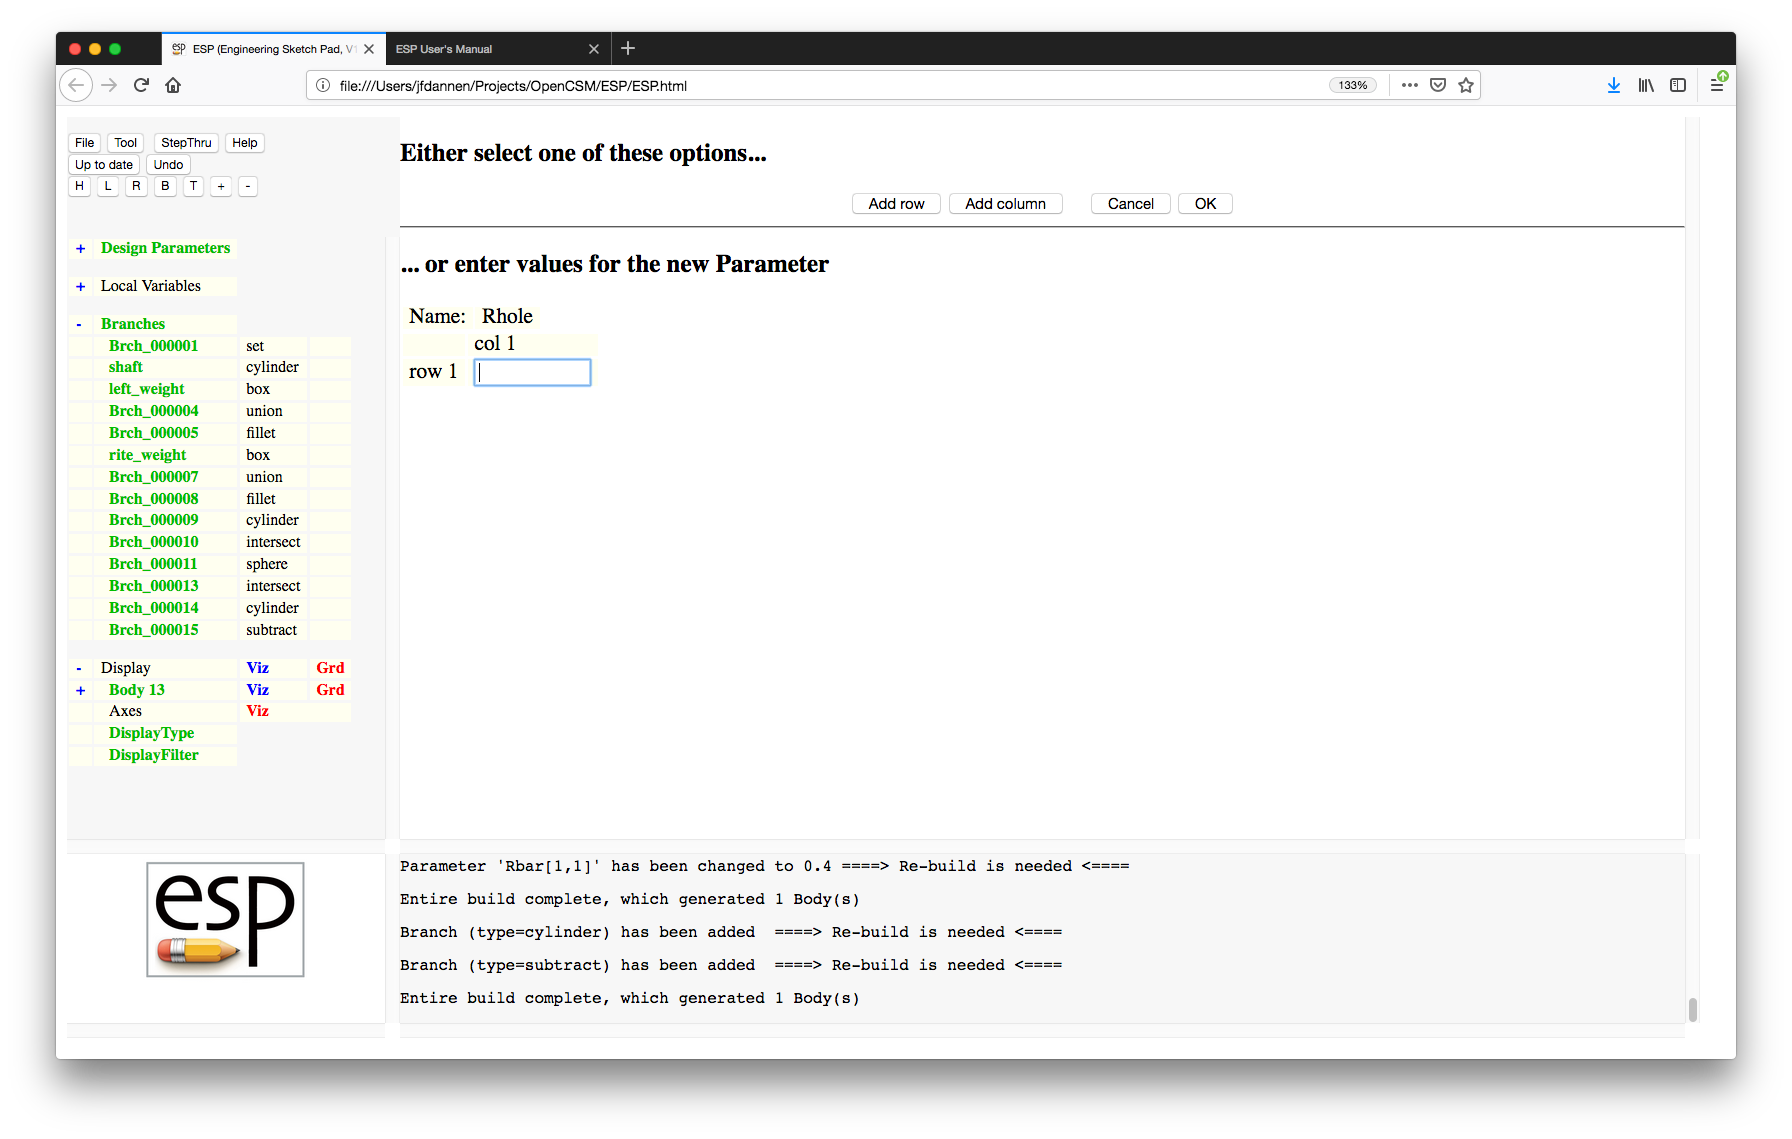 esp ESP (Engineering Sketch Pad, V1
ESP User's Manual
file:///Users/jfdannen/Projects/OpenCSM/ESP/ESP.html
133%
File Tool StepThru Help
Up to date Undo
H L R B T + -
+ Design Parameters
+ Local Variables
- Branches
Brch_000001 set
shaft cylinder
left_weight box
Brch_000004 union
Brch_000005 fillet
rite_weight box
Brch_000007 union
Brch_000008 fillet
Brch_000009 cylinder
Brch_000010 intersect
Brch_000011 sphere
Brch_000013 intersect
Brch_000014 cylinder
Brch_000015 subtract
- Display Viz Grd
+ Body 13 Viz Grd
Axes Viz
DisplayType
DisplayFilter
Either select one of these options...
Add row Add column Cancel OK
... or enter values for the new Parameter
Name: Rhole
col 1
row 1
esp
Parameter 'Rbar[1,1]' has been changed to 0.4 ====> Re-build is needed <====
Entire build complete, which generated 1 Body(s)
Branch (type=cylinder) has been added ====> Re-build is needed <====
Branch (type=subtract) has been added ====> Re-build is needed <====
Entire build complete, which generated 1 Body(s)